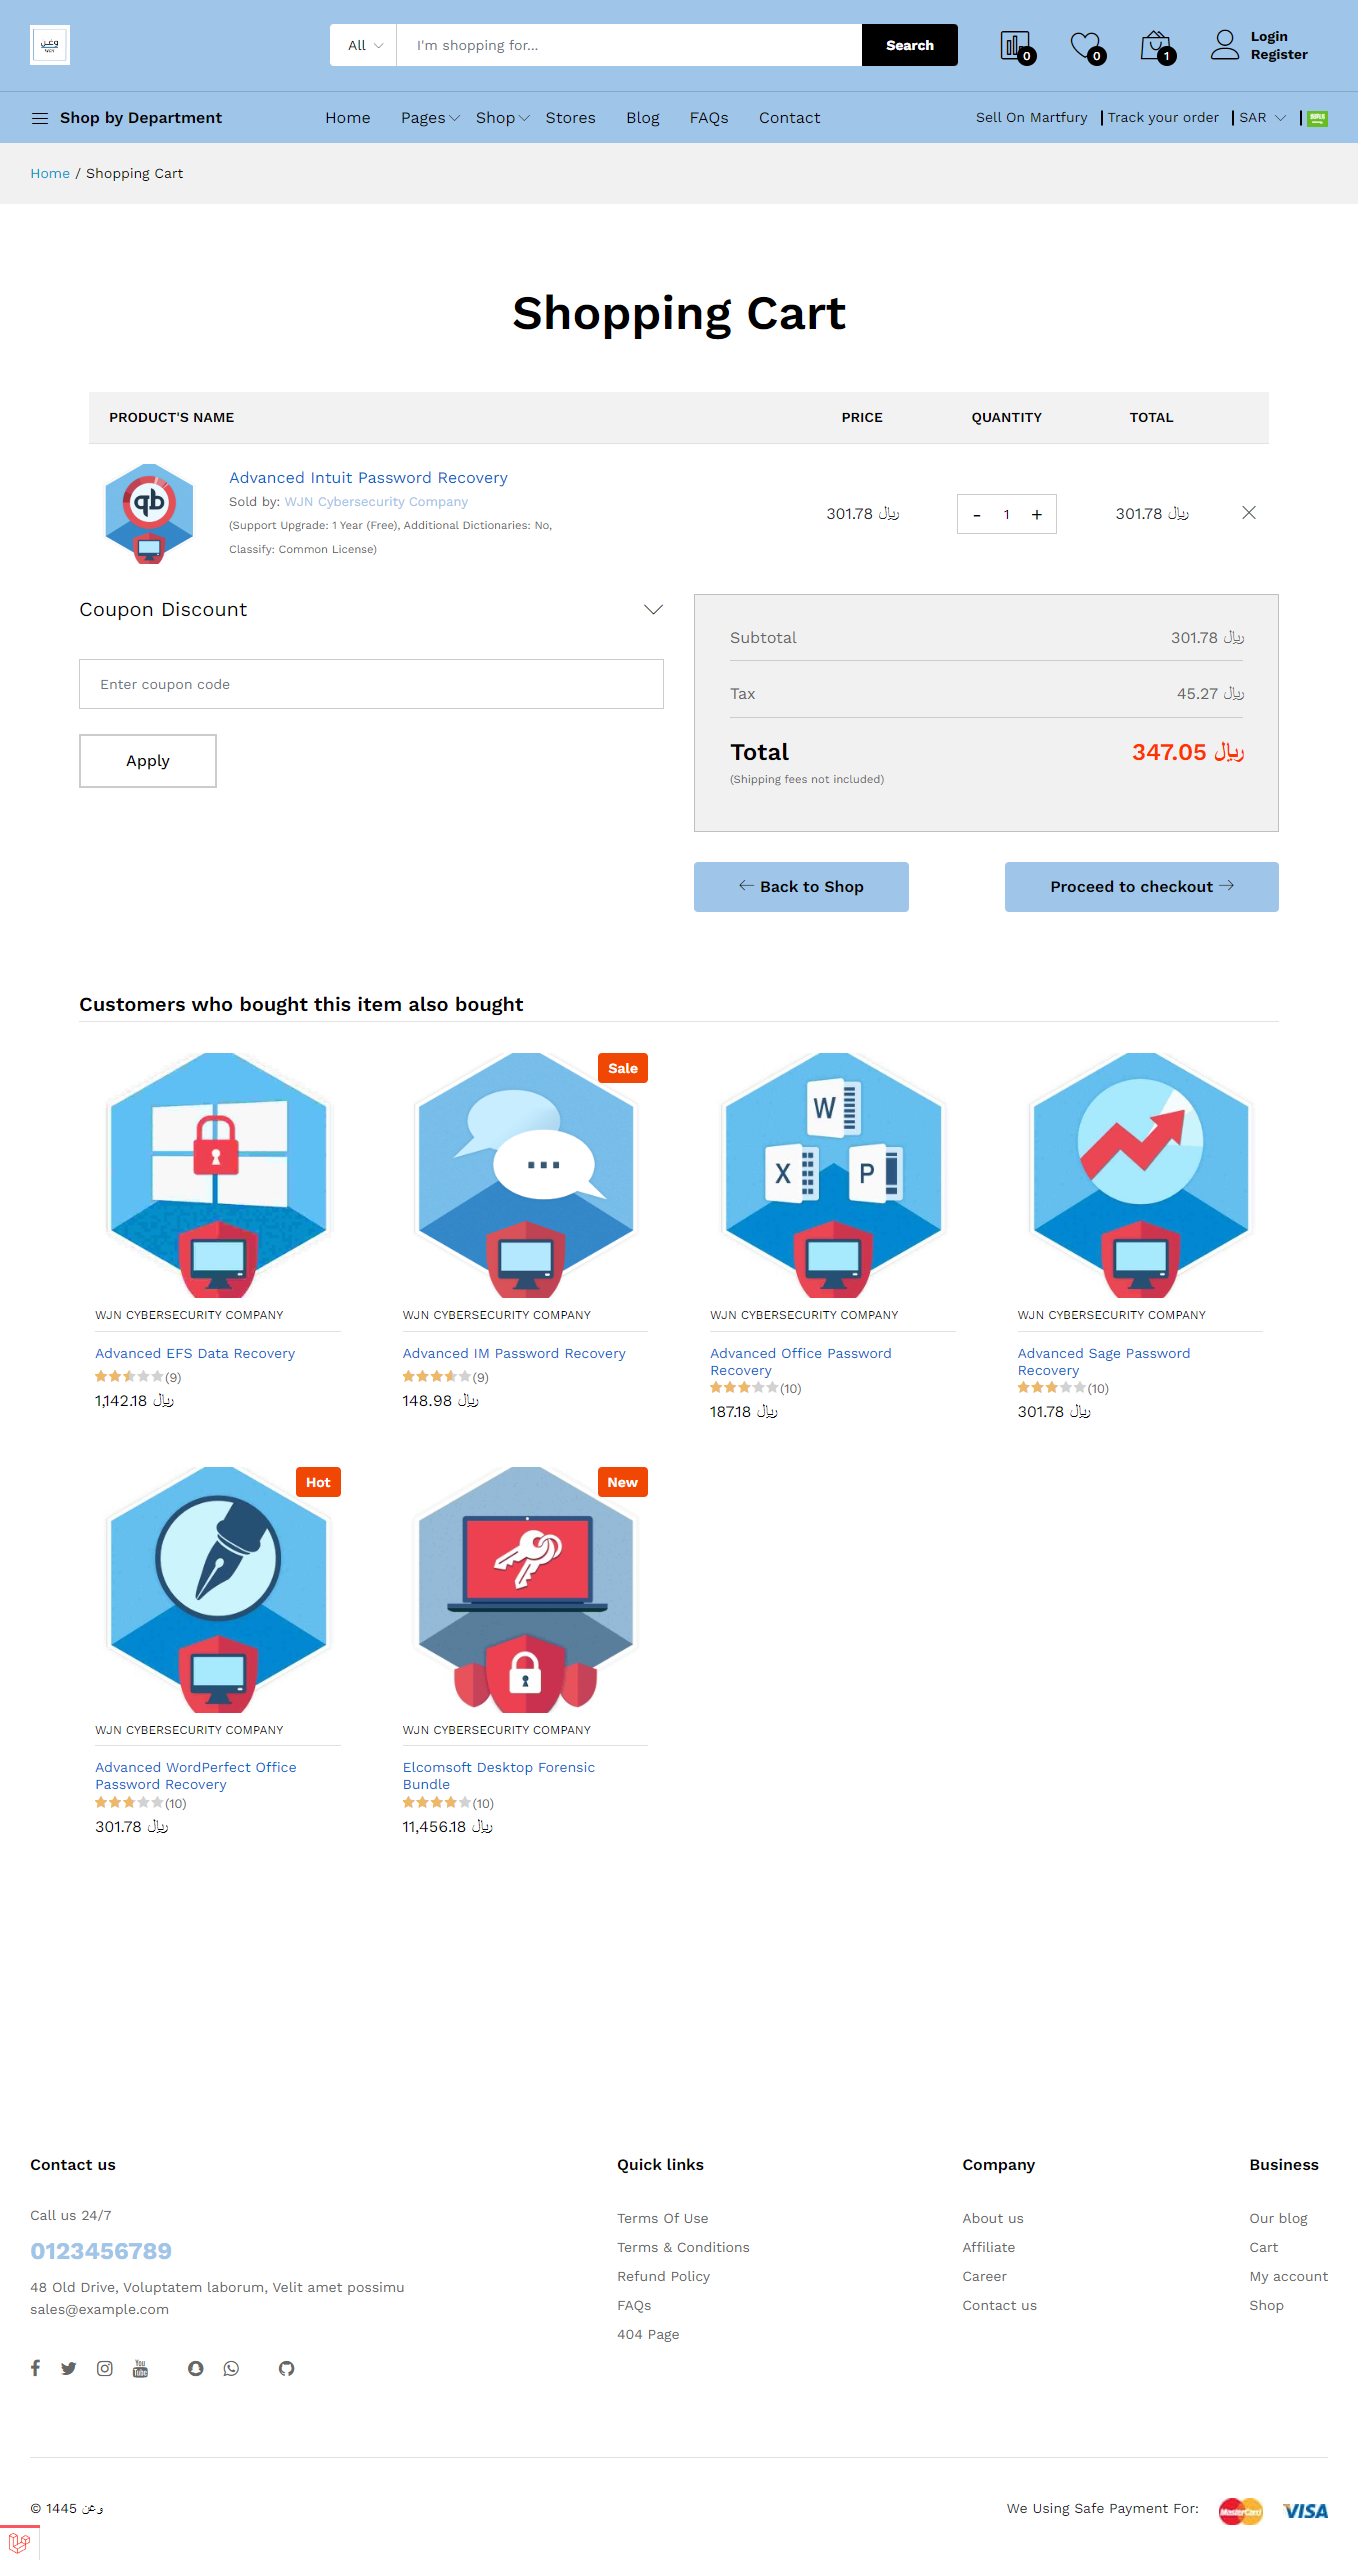 وعن
WJN
All
I'm shopping for...
Search
0
0
1
Login
Register
Shop by Department
Home
Pages
Shop
Stores
Blog
FAQs
Contact
Sell On Martfury
Track your order
SAR
Home / Shopping Cart
Shopping Cart
PRODUCT'S NAME
PRICE
QUANTITY
TOTAL
qb
Advanced Intuit Password Recovery
Sold by: WJN Cybersecurity Company
(Support Upgrade: 1 Year (Free), Additional Dictionaries: No,
Classify: Common License)
301.78 ريال
- 1 +
301.78 ريال
Coupon Discount
Enter coupon code
Apply
Subtotal 301.78 ريال
Tax 45.27 ريال
Total 347.05 ريال
(Shipping fees not included)
Back to Shop
Proceed to checkout
Customers who bought this item also bought
Sale
W
X
P
WJN CYBERSECURITY COMPANY
Advanced EFS Data Recovery
(9)
1,142.18 ريال
WJN CYBERSECURITY COMPANY
Advanced IM Password Recovery
(9)
148.98 ريال
WJN CYBERSECURITY COMPANY
Advanced Office Password
Recovery
(10)
187.18 ريال
WJN CYBERSECURITY COMPANY
Advanced Sage Password
Recovery
(10)
301.78 ريال
Hot
New
WJN CYBERSECURITY COMPANY
Advanced WordPerfect Office
Password Recovery
(10)
301.78 ريال
WJN CYBERSECURITY COMPANY
Elcomsoft Desktop Forensic
Bundle
(10)
11,456.18 ريال
Contact us
Call us 24/7
0123456789
48 Old Drive, Voluptatem laborum, Velit amet possimu
sales@example.com
You
Tube
Quick links
Terms Of Use
Terms & Conditions
Refund Policy
FAQs
404 Page
Company
About us
Affiliate
Career
Contact us
Business
Our blog
Cart
My account
Shop
© 1445 وعن
We Using Safe Payment For:
MasterCard
VISA